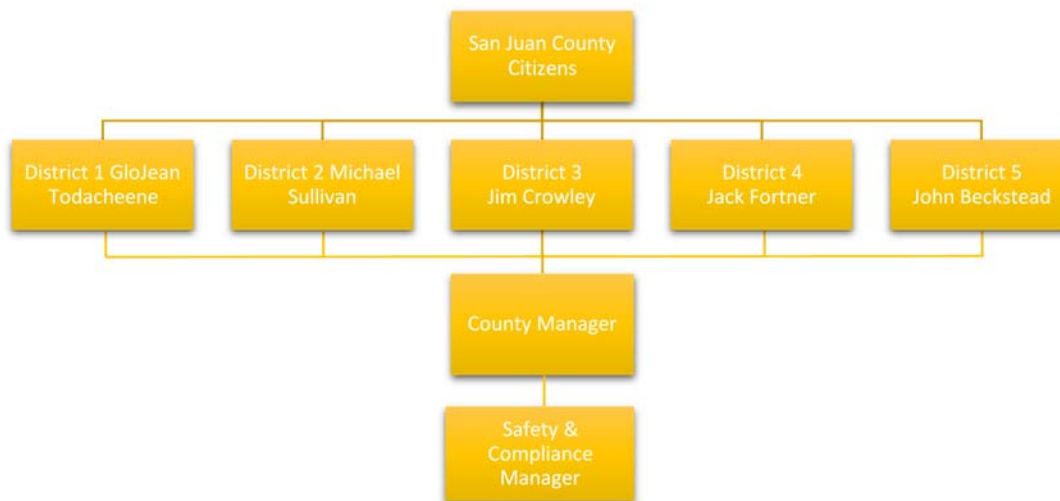 San Juan County
Citizens
District 1 GloJean
Todacheene
District 2 Michael
Sullivan
District 3
Jim Crowley
District 4
Jack Fortner
District 5
John Beckstead
County Manager
Safety &
Compliance
Manager